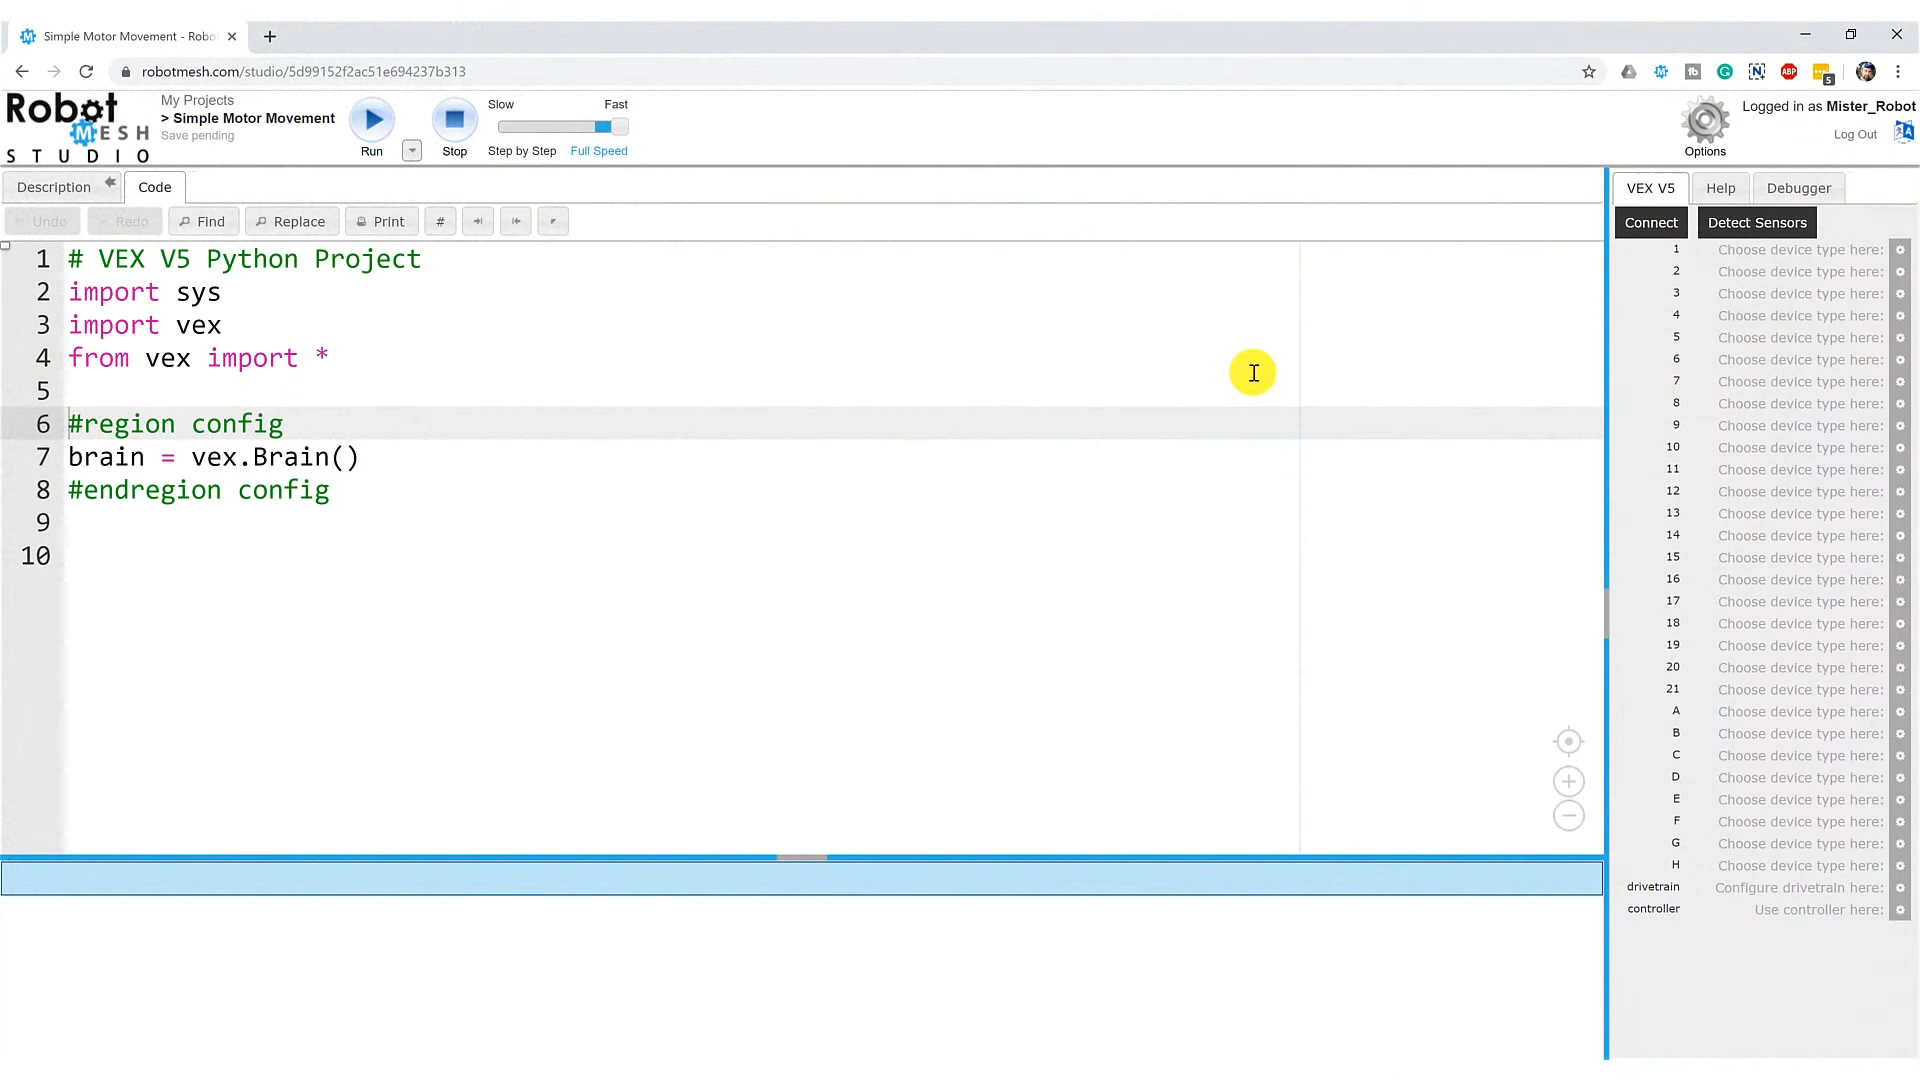 Simple Motor Movement - Robo
robotmesh.com/studio/5d99152f2ac51e694237b313
Robot
MESH
STUDIO
My Projects
> Simple Motor Movement
Save pending
Run
Stop
Slow Fast
Step by Step Full Speed
Options
Logged in as Mister_Robot
Log Out
Description Code
Undo Redo Find Replace Print #
1 # VEX V5 Python Project
2 import sys
3 import vex
4 from vex import *
5
6 #region config
7 brain = vex.Brain()
8 #endregion config
9
10
VEX V5 Help Debugger
Connect Detect Sensors
1 Choose device type here:
2 Choose device type here:
3 Choose device type here:
4 Choose device type here:
5 Choose device type here:
6 Choose device type here:
7 Choose device type here:
8 Choose device type here:
9 Choose device type here:
10 Choose device type here:
11 Choose device type here:
12 Choose device type here:
13 Choose device type here:
14 Choose device type here:
15 Choose device type here:
16 Choose device type here:
17 Choose device type here:
18 Choose device type here:
19 Choose device type here:
20 Choose device type here:
21 Choose device type here:
A Choose device type here:
B Choose device type here:
C Choose device type here:
D Choose device type here:
E Choose device type here:
F Choose device type here:
G Choose device type here:
H Choose device type here:
drivetrain Configure drivetrain here:
controller Use controller here: